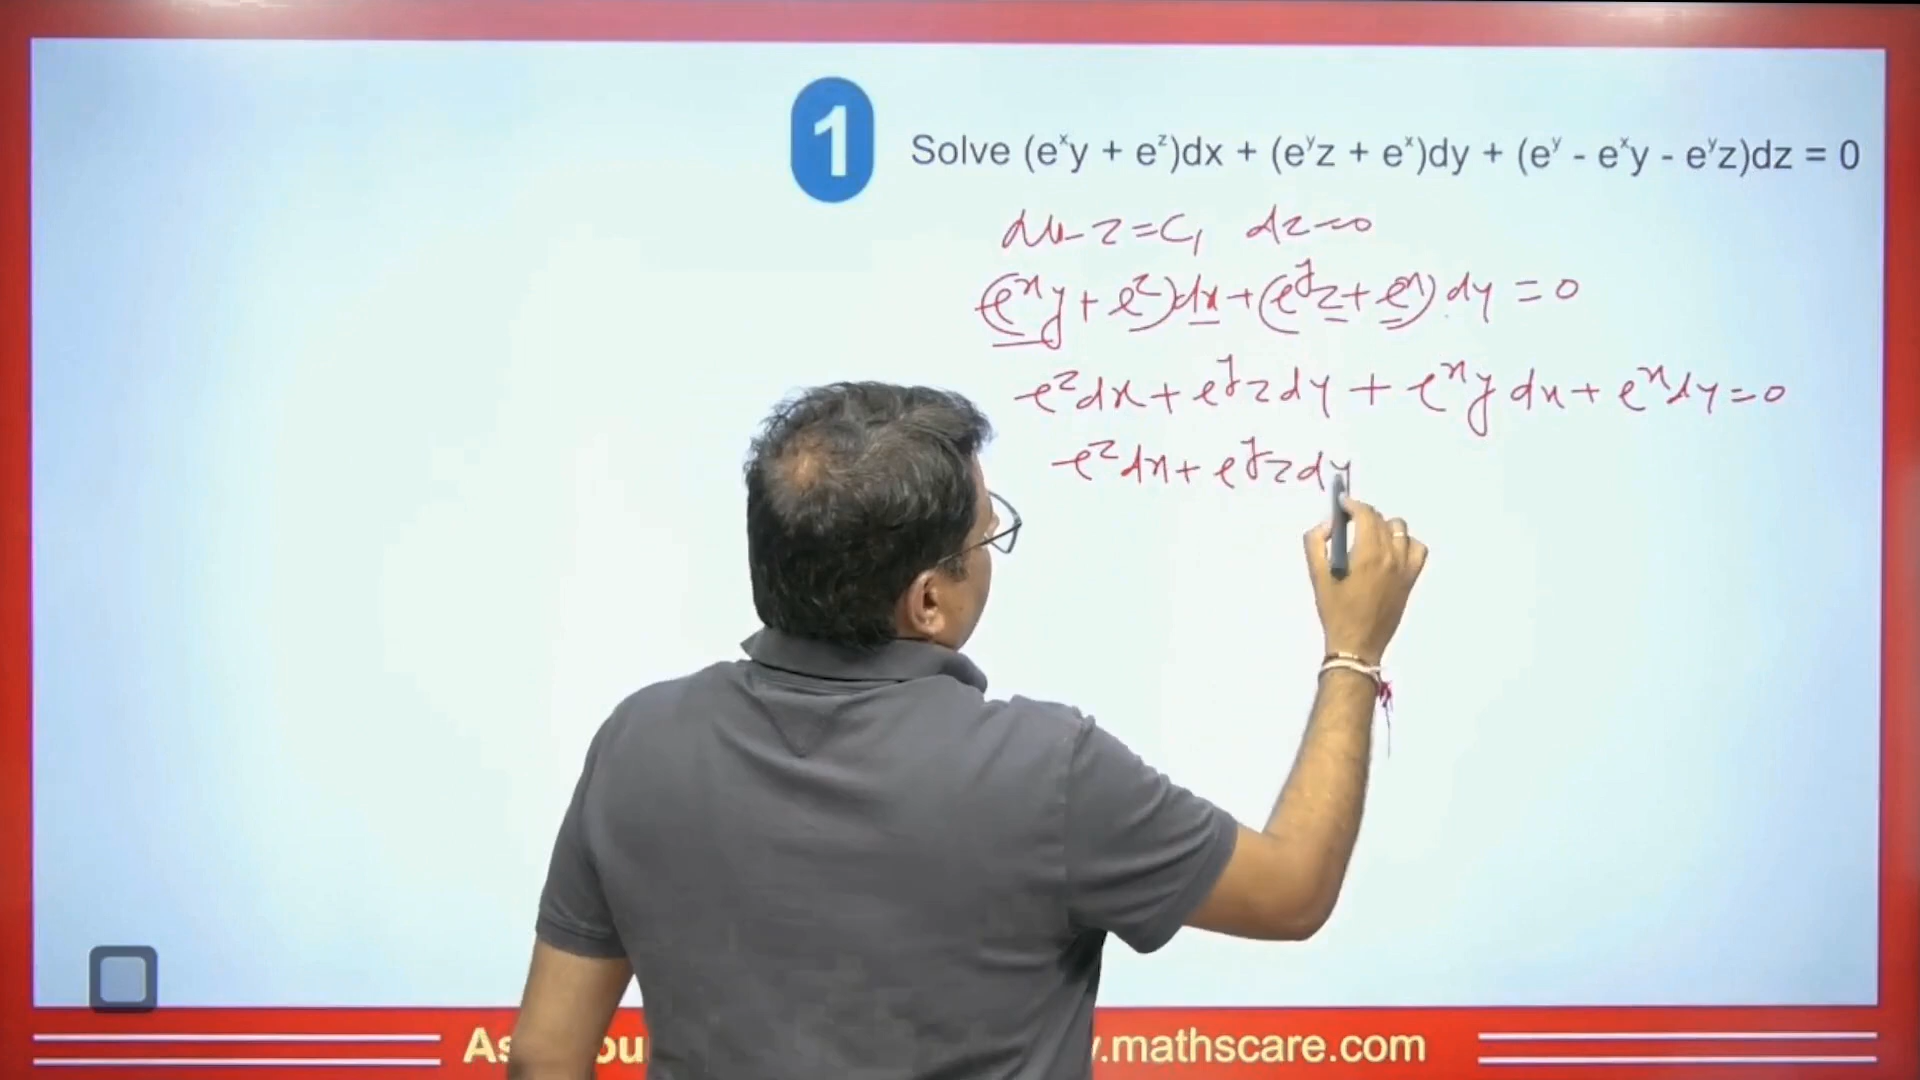 1
Solve (eˣy + eᶻ)dx + (eʸz + eˣ)dy + (eʸ - eˣy - eʸz)dz = 0
z = C₁ dz=0
(eˣy + eᶻ)dx + (eʸz + eˣ) dy = 0
eᶻdx + eʸzdy + eˣy dx + eˣdy = 0
eᶻdx + eʸzdy
.mathscare.com